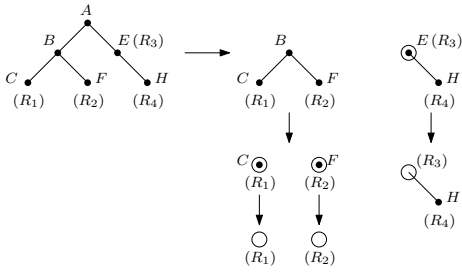 A
B E (R3) B E (R3)
C F H C F H
(R1) (R2) (R4) (R1) (R2) (R4)
C F (R3)
(R1) (R2) H
(R4)
(R1) (R2)